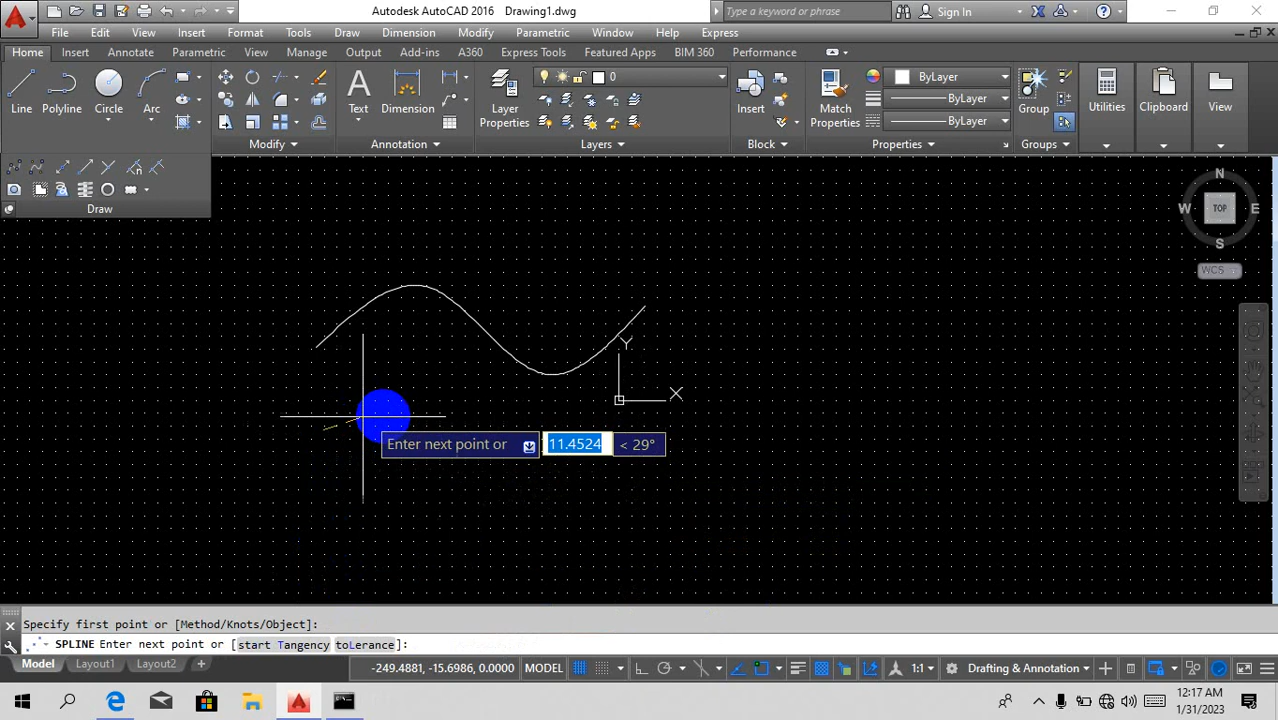 Autodesk AutoCAD 2016 Drawing1.dwg
Type a keyword or phrase
Sign In
File Edit View Insert Format Tools Draw Dimension Modify Parametric Window Help Express
Home Insert Annotate Parametric View Manage Output Add-ins A360 Express Tools Featured Apps BIM 360 Performance
Line Polyline Circle Arc
A
Text Dimension
Layer
Properties
0
Insert
Match
Properties
ByLayer
ByLayer
ByLayer
Group
Utilities Clipboard View
Modify Annotation Layers Block Properties Groups
Draw
N
W TOP E
S
WCS
Y
X
Enter next point or 11.4524 < 29°
Specify first point or [Method/Knots/Object]:
SPLINE Enter next point or [start Tangency toLerance]:
Model Layout1 Layout2 +
-249.4881, -15.6986, 0.0000 MODEL 1:1 Drafting & Annotation
12:17 AM
1/31/2023